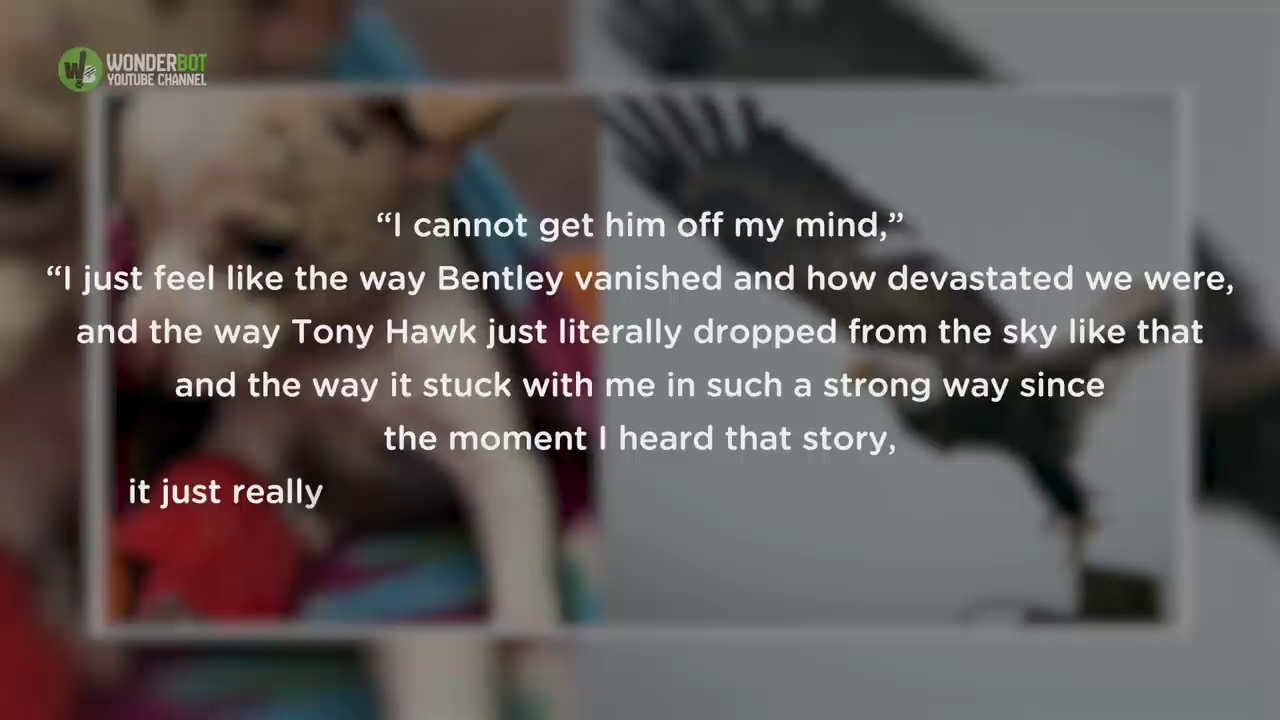 WONDERBOT
YOUTUBE CHANNEL
“I cannot get him off my mind,”
“I just feel like the way Bentley vanished and how devastated we were,
and the way Tony Hawk just literally dropped from the sky like that
and the way it stuck with me in such a strong way since
the moment I heard that story,
it just really